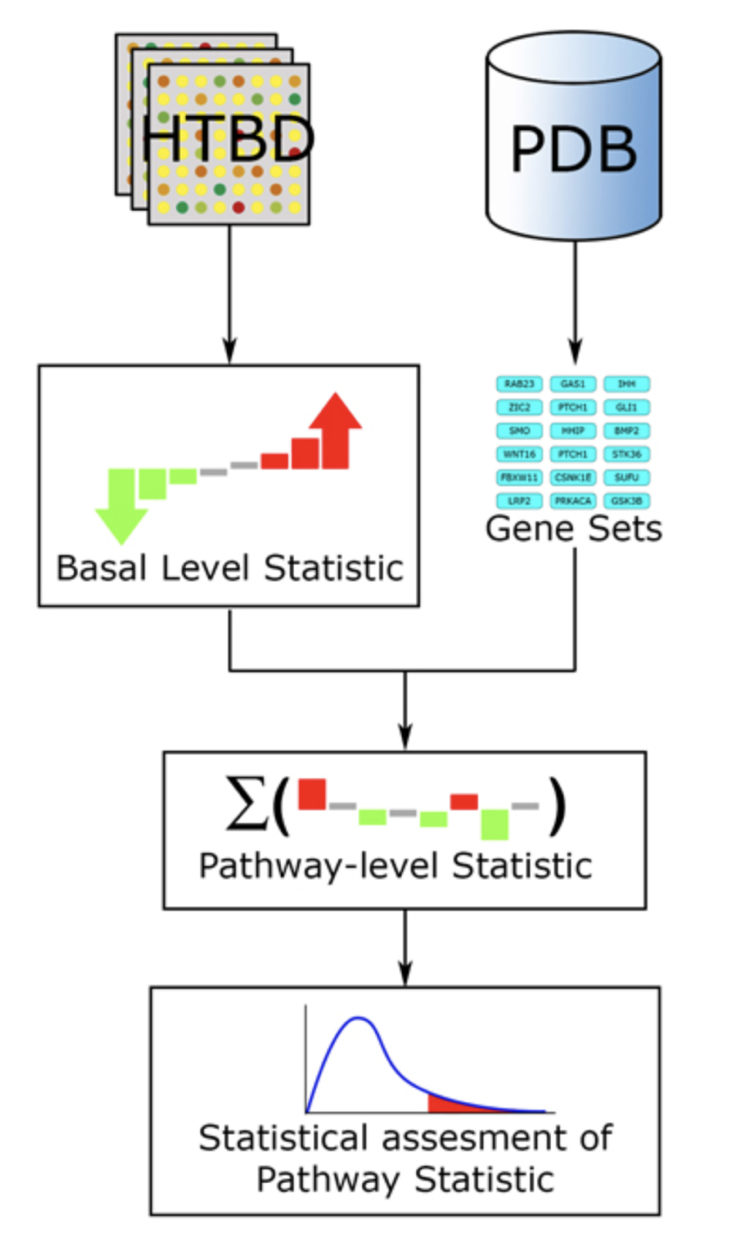 HTBD
PDB
RAB23 GAS1 IHH
ZIC2 PTCH1 GLI1
SMO HHIP BMP2
WNT16 PTCH1 STK36
FBXW11 CSNK1E SUFU
LRP2 PRKACA GSK3B
Gene Sets
Basal Level Statistic
Σ( )
Pathway-level Statistic
Statistical assesment of
Pathway Statistic